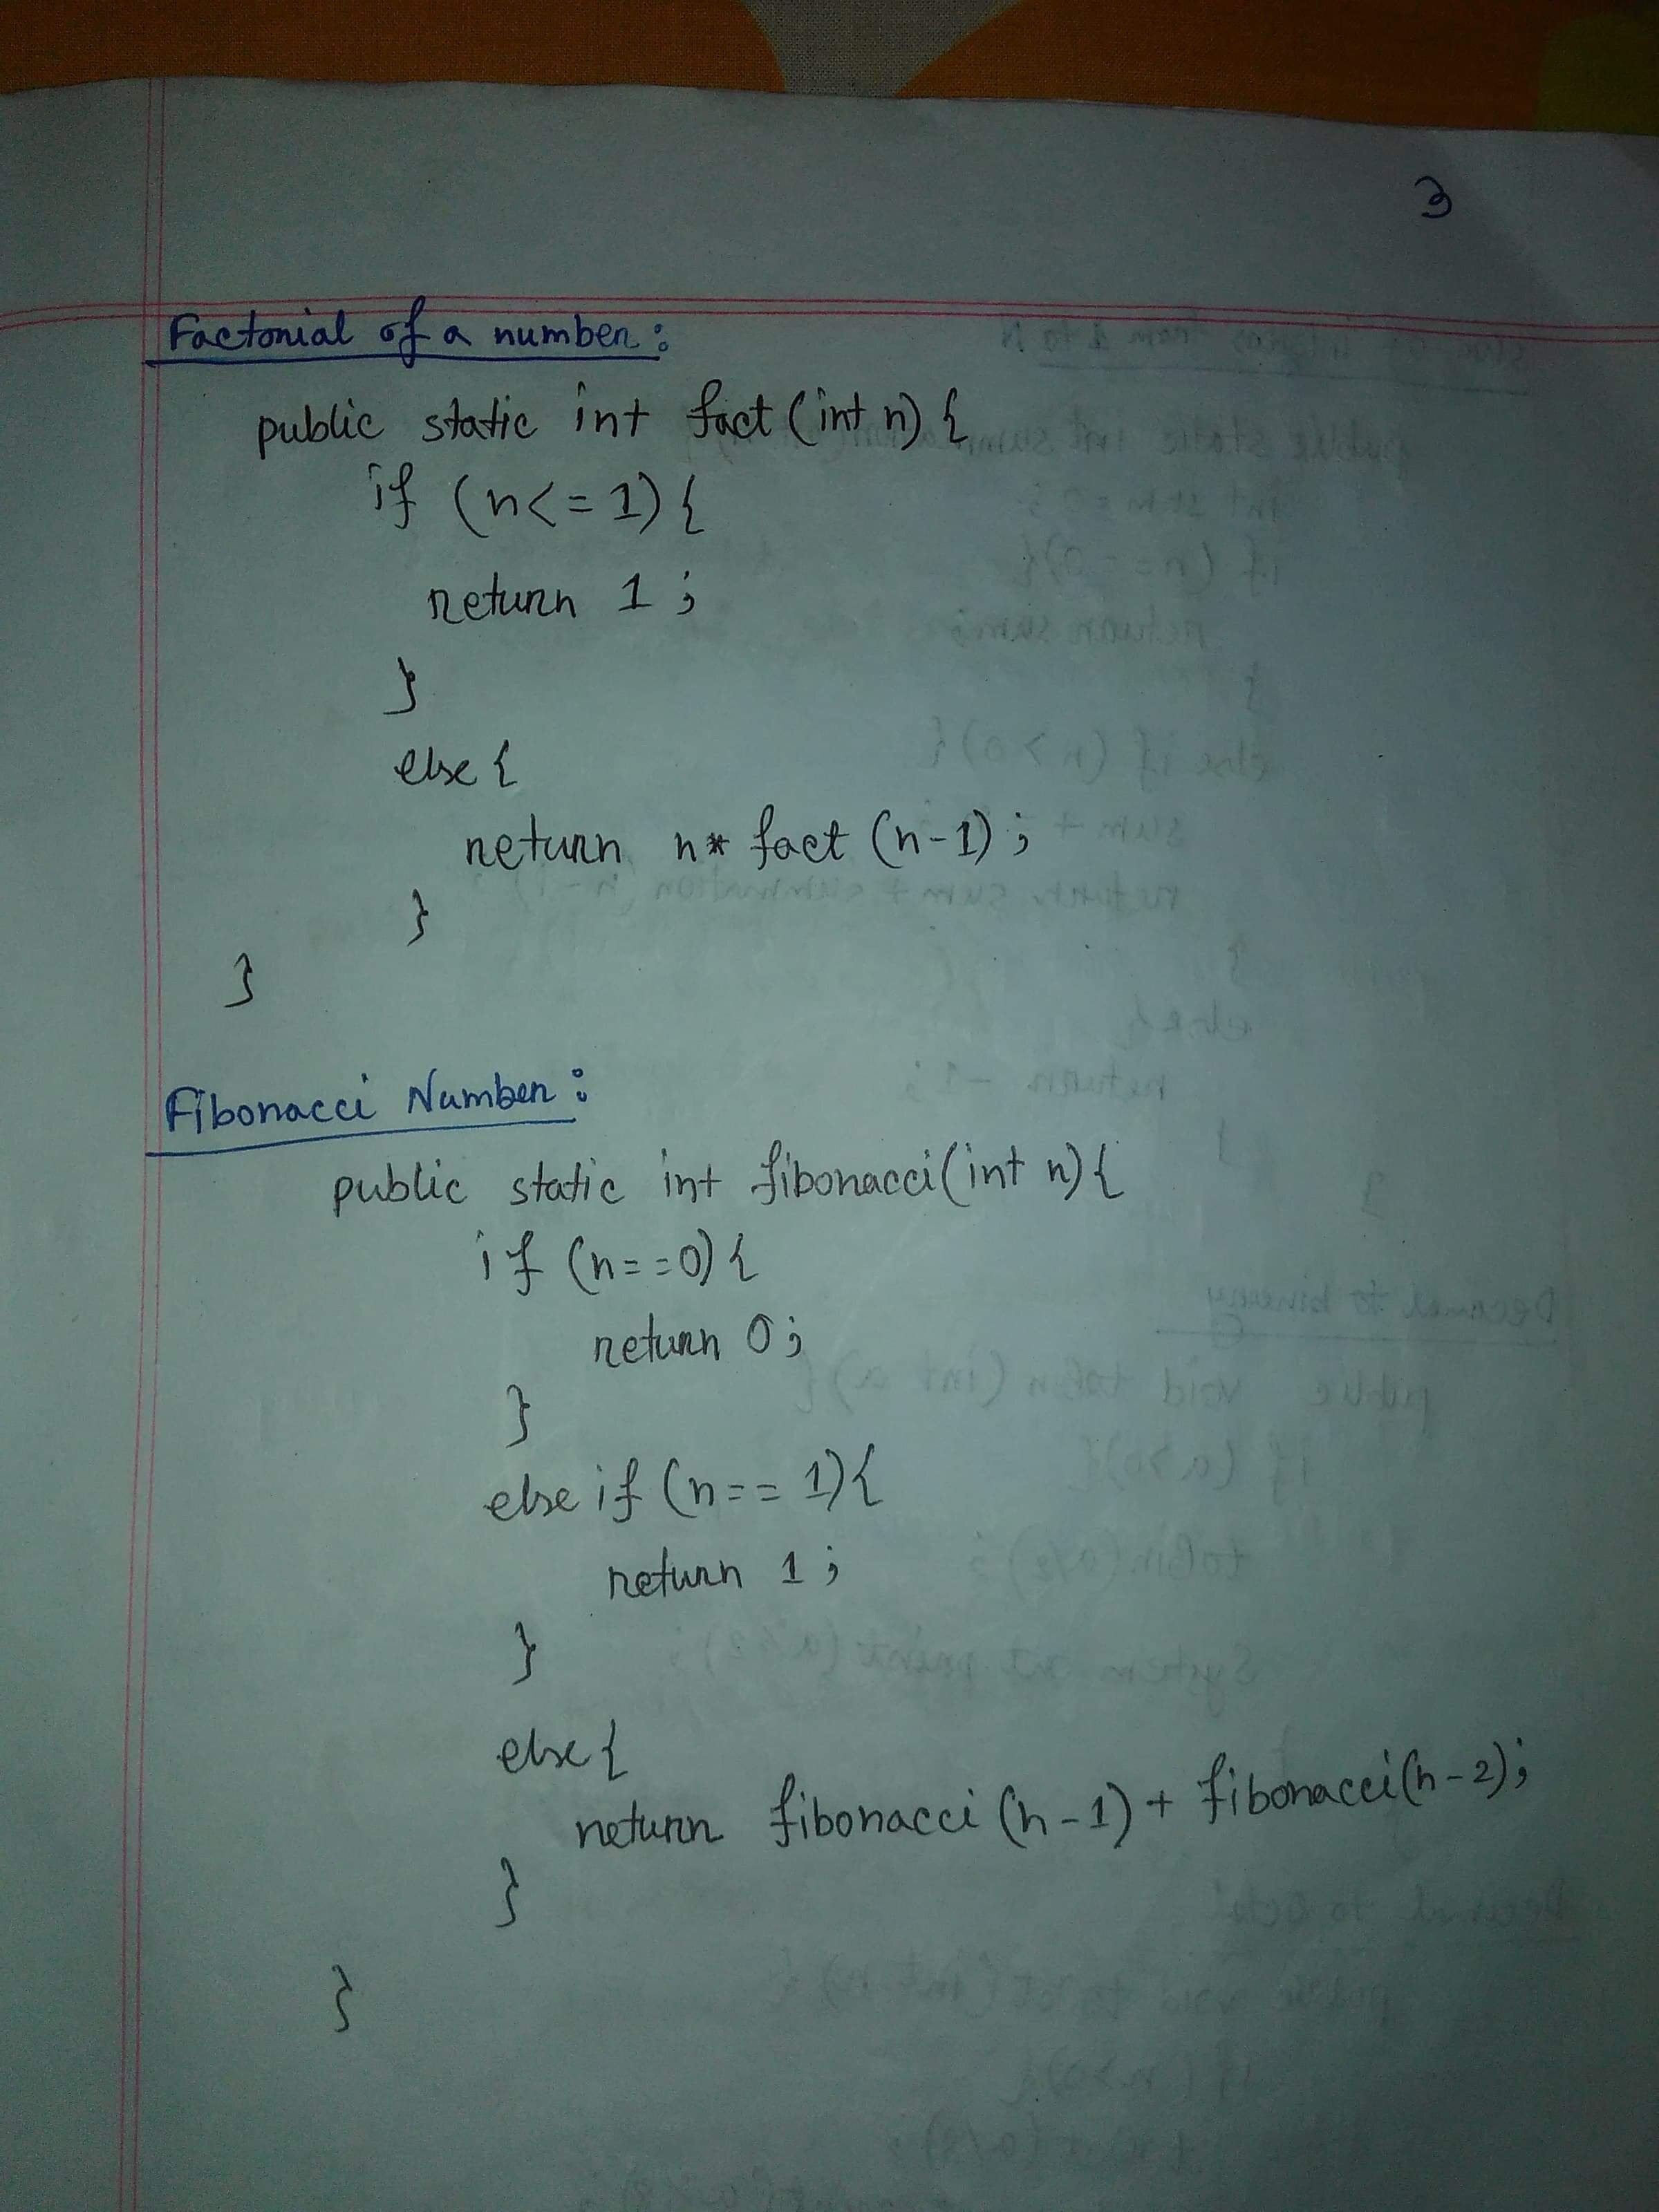 3
Factorial of a number:
public static int fact (int n) {
if (n<= 1) {
return 1 ;
}
else {
return n* fact (n-1) ;
}
}
Fibonacci Number:
public static int fibonacci (int n) {
if (n==0) {
return 0;
}
else if (n== 1) {
return 1 ;
}
else {
return fibonacci (n-1) + fibonacci (n-2);
}
}